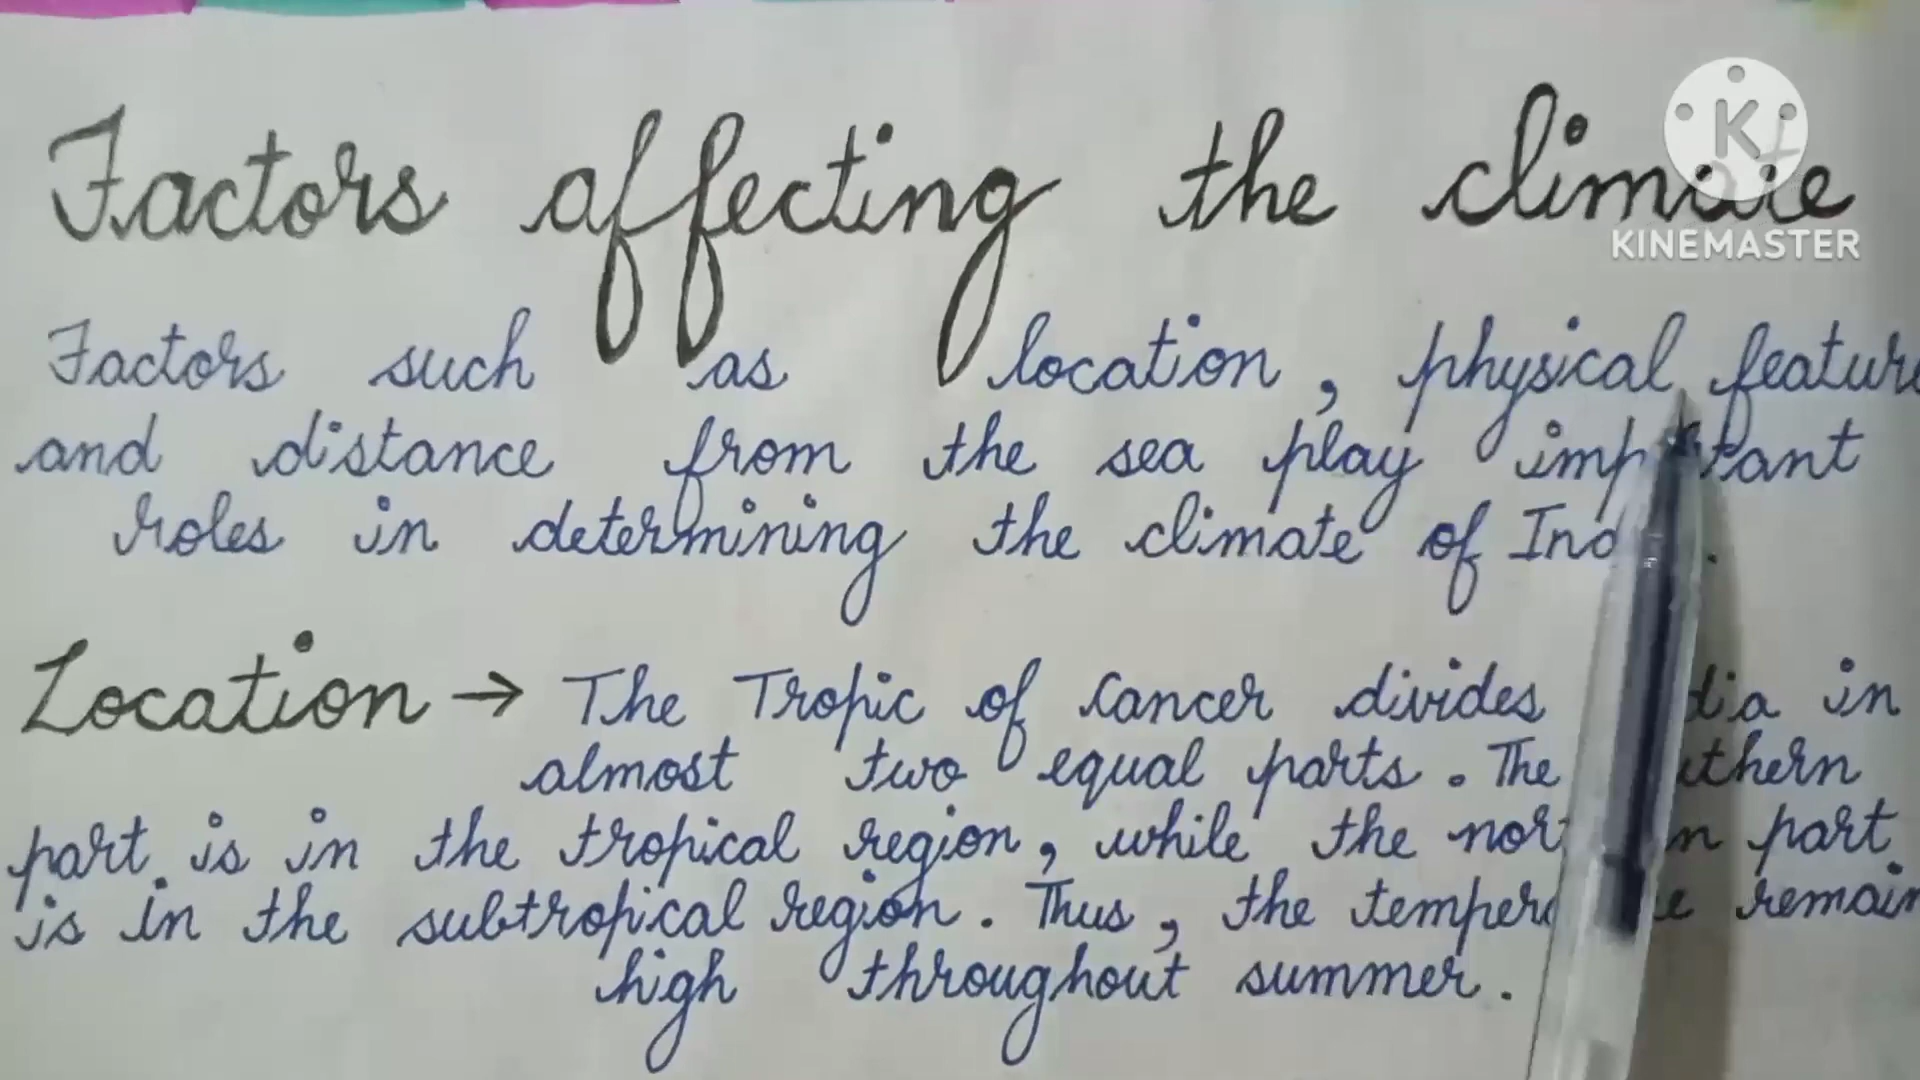 Factors affecting the climate
K
KINEMASTER
Factors such as location, physical featur
and distance from the sea play important
roles in determining the climate of Ind
Location → The Tropic of cancer divides dia in
almost two equal parts. The uthern
part is in the tropical region, while the nor n part
is in the subtropical region. Thus, the tempera e remain
high throughout summer.